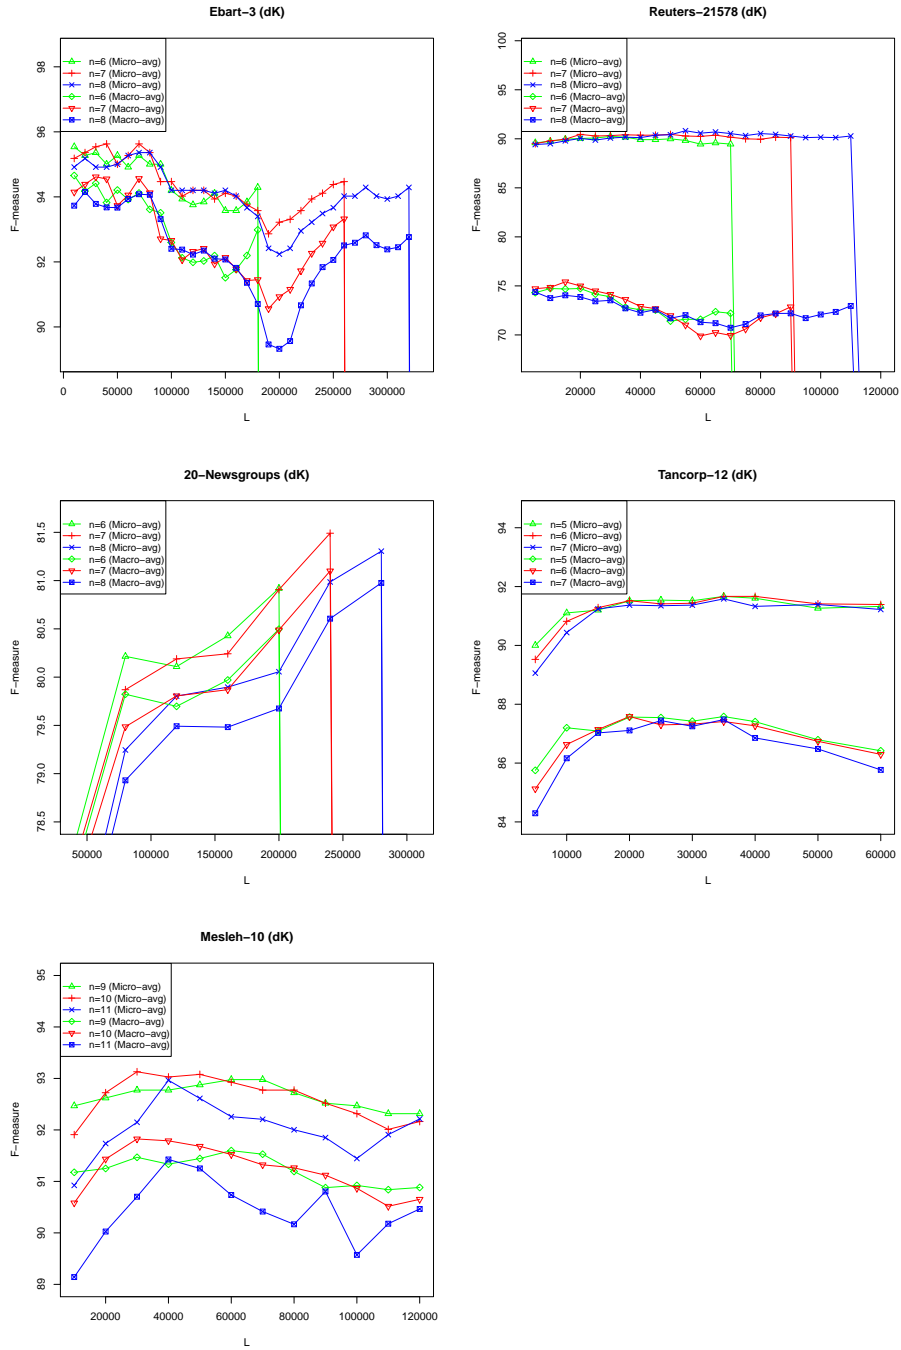 Ebart−3 (dK)
98
96
94
92
90
F−measure
n=6 (Micro−avg)
n=7 (Micro−avg)
n=8 (Micro−avg)
n=6 (Macro−avg)
n=7 (Macro−avg)
n=8 (Macro−avg)
0 50000 100000 150000 200000 250000 300000
L
Reuters−21578 (dK)
100
95
90
85
80
75
70
F−measure
n=6 (Micro−avg)
n=7 (Micro−avg)
n=8 (Micro−avg)
n=6 (Macro−avg)
n=7 (Macro−avg)
n=8 (Macro−avg)
20000 40000 60000 80000 100000 120000
L
20−Newsgroups (dK)
81.5
81.0
80.5
80.0
79.5
79.0
78.5
F−measure
n=6 (Micro−avg)
n=7 (Micro−avg)
n=8 (Micro−avg)
n=6 (Macro−avg)
n=7 (Macro−avg)
n=8 (Macro−avg)
50000 100000 150000 200000 250000 300000
L
Tancorp−12 (dK)
94
92
90
88
86
84
F−measure
n=5 (Micro−avg)
n=6 (Micro−avg)
n=7 (Micro−avg)
n=5 (Macro−avg)
n=6 (Macro−avg)
n=7 (Macro−avg)
10000 20000 30000 40000 50000 60000
L
Mesleh−10 (dK)
95
94
93
92
91
90
89
F−measure
n=9 (Micro−avg)
n=10 (Micro−avg)
n=11 (Micro−avg)
n=9 (Macro−avg)
n=10 (Macro−avg)
n=11 (Macro−avg)
20000 40000 60000 80000 100000 120000
L